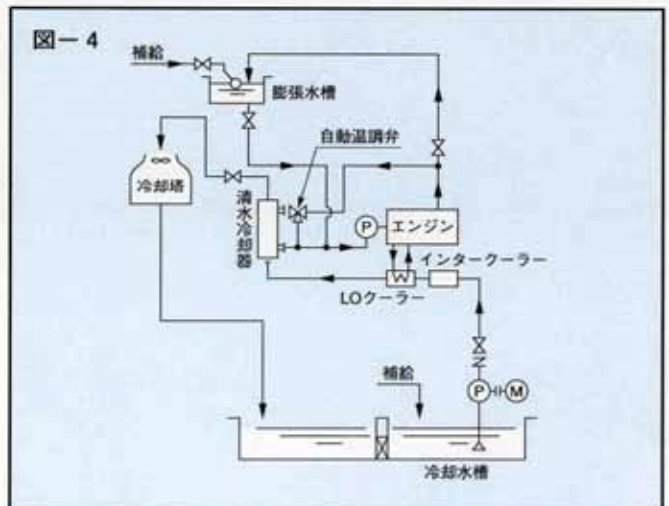 図－4
補給
膨張水槽
自動温調弁
冷却塔
清水冷却器
P
エンジン
インタークーラー
LOクーラー
補給
P
M
冷却水槽